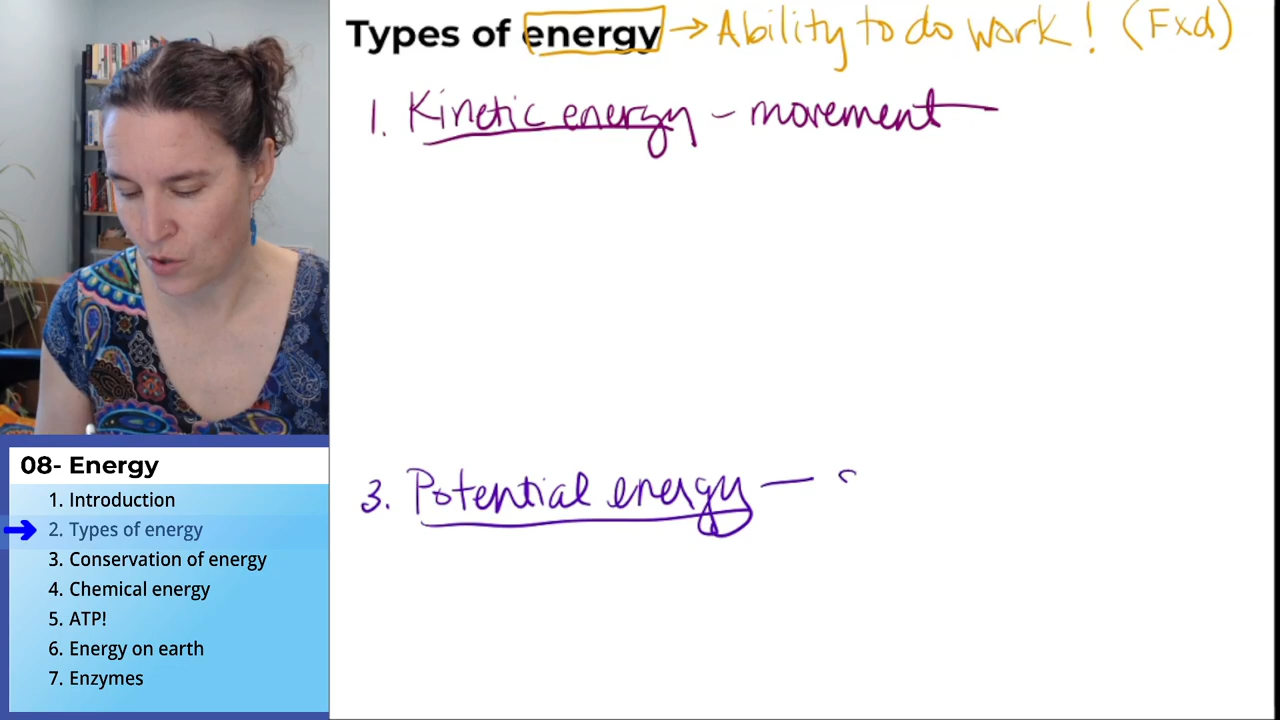 Types of energy → Ability to do work! (Fxd)
1. Kinetic energy - movement
3. Potential energy —
08- Energy
1. Introduction
2. Types of energy
3. Conservation of energy
4. Chemical energy
5. ATP!
6. Energy on earth
7. Enzymes